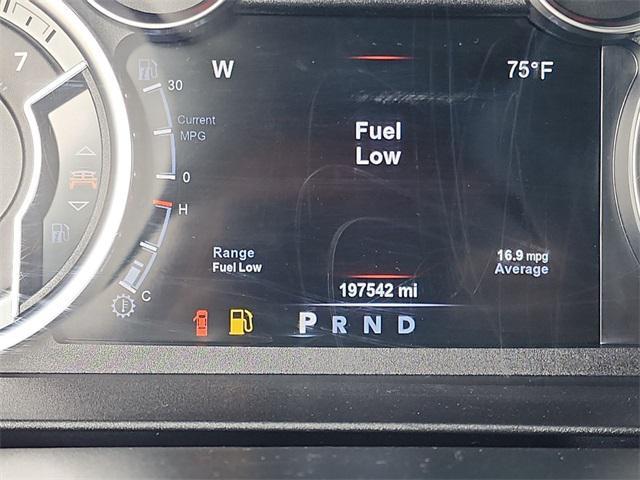 7
W
75°F
30
Current
MPG
0
Fuel
Low
H
Range
Fuel Low
16.9 mpg
Average
C
197542 mi
P R N D